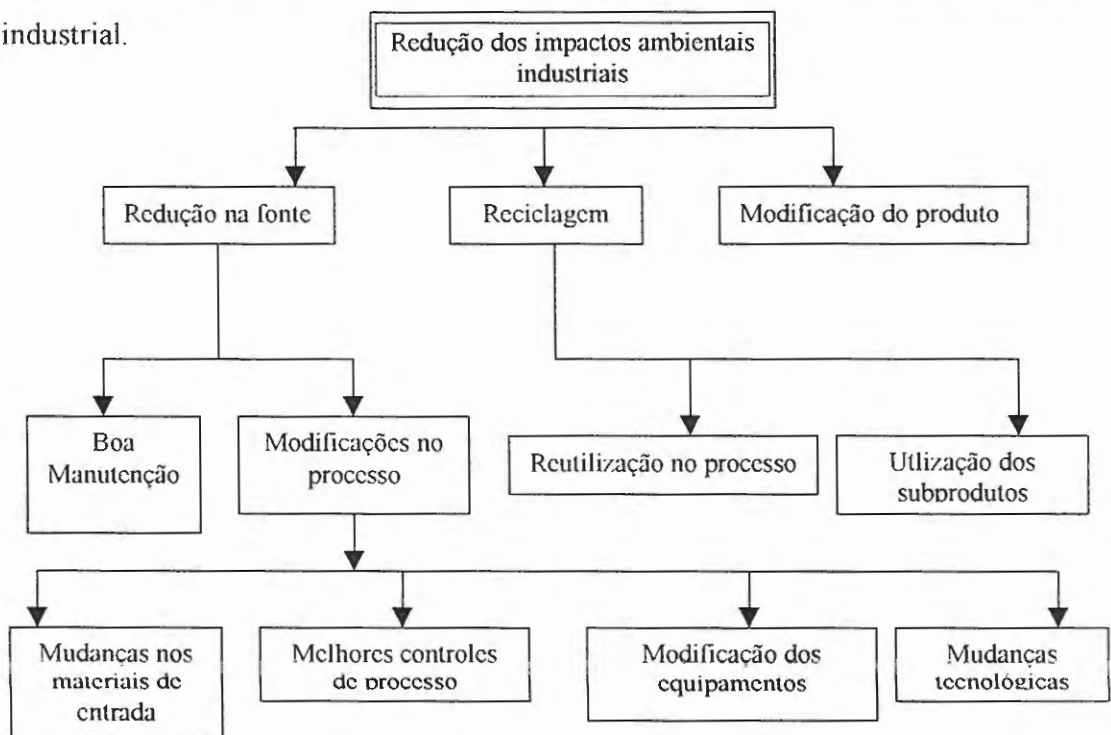 industrial.
Redução dos impactos ambientais
industriais
Redução na fonte
Reciclagem
Modificação do produto
Boa
Manutenção
Modificações no
processo
Reutilização no processo
Utlização dos
subprodutos
Mudanças nos
materiais de
entrada
Melhores controles
de processo
Modificação dos
equipamentos
Mudanças
tecnológicas